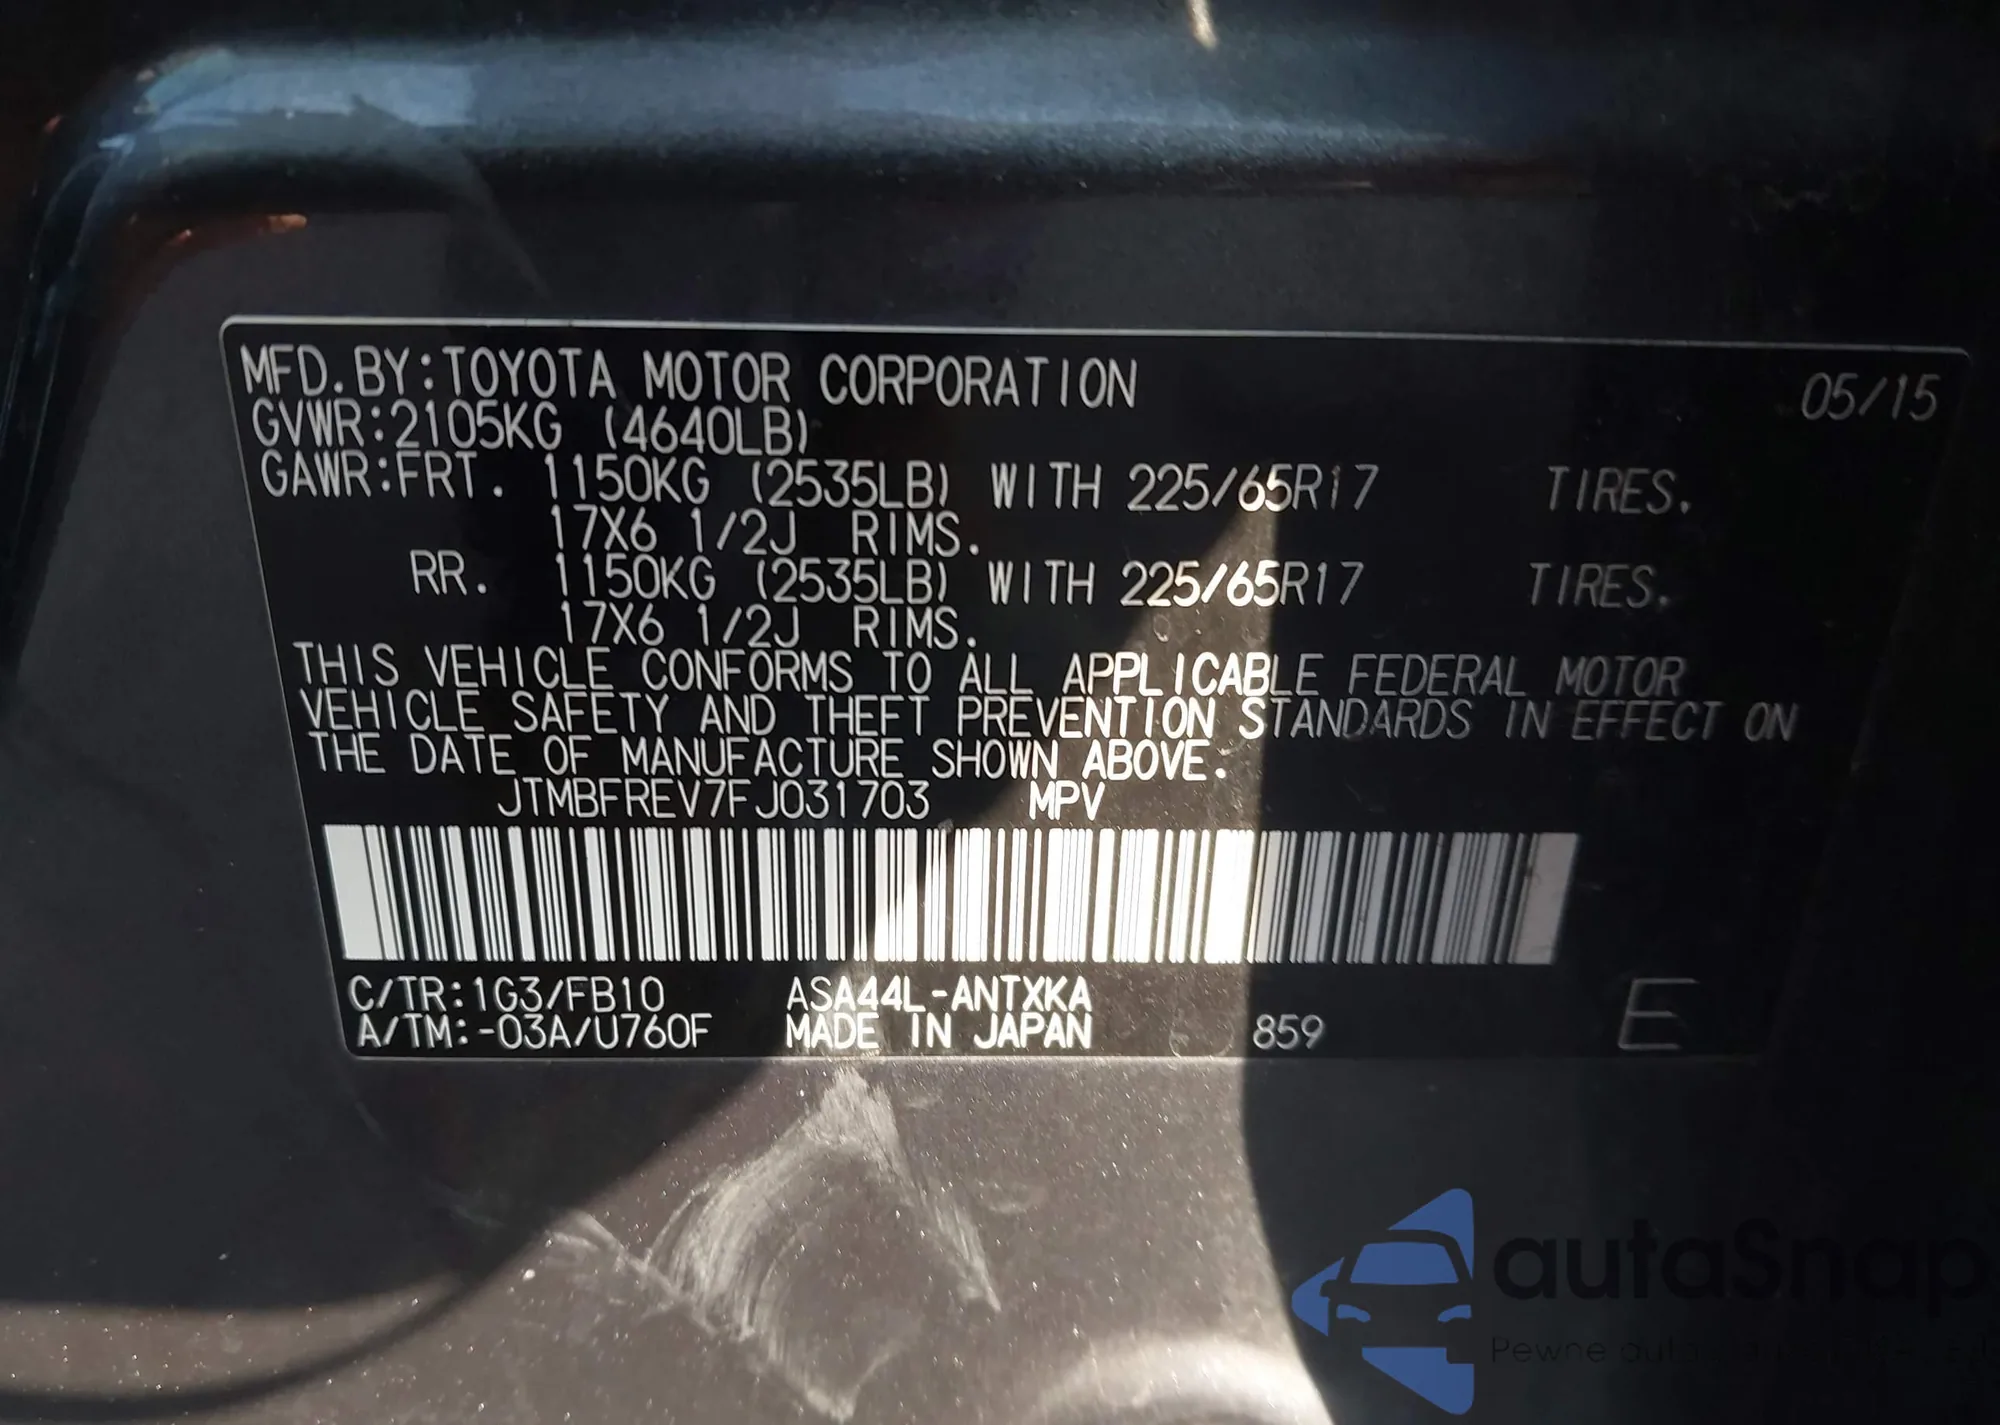 MFD.BY:TOYOTA MOTOR CORPORATION 05/15
GVWR:2105KG (4640LB)
GAWR:FRT. 1150KG (2535LB) WITH 225/65R17 TIRES.
17X6 1/2J RIMS.
RR. 1150KG (2535LB) WITH 225/65R17 TIRES.
17X6 1/2J RIMS.
THIS VEHICLE CONFORMS TO ALL APPLICABLE FEDERAL MOTOR
VEHICLE SAFETY AND THEFT PREVENTION STANDARDS IN EFFECT ON
THE DATE OF MANUFACTURE SHOWN ABOVE.
JTMBFREV7FJ031703 MPV
C/TR:1G3/FB10 ASA44L-ANTXKA
A/TM:-03A/U760F MADE IN JAPAN 859 E
autaSnap
Pewne auta